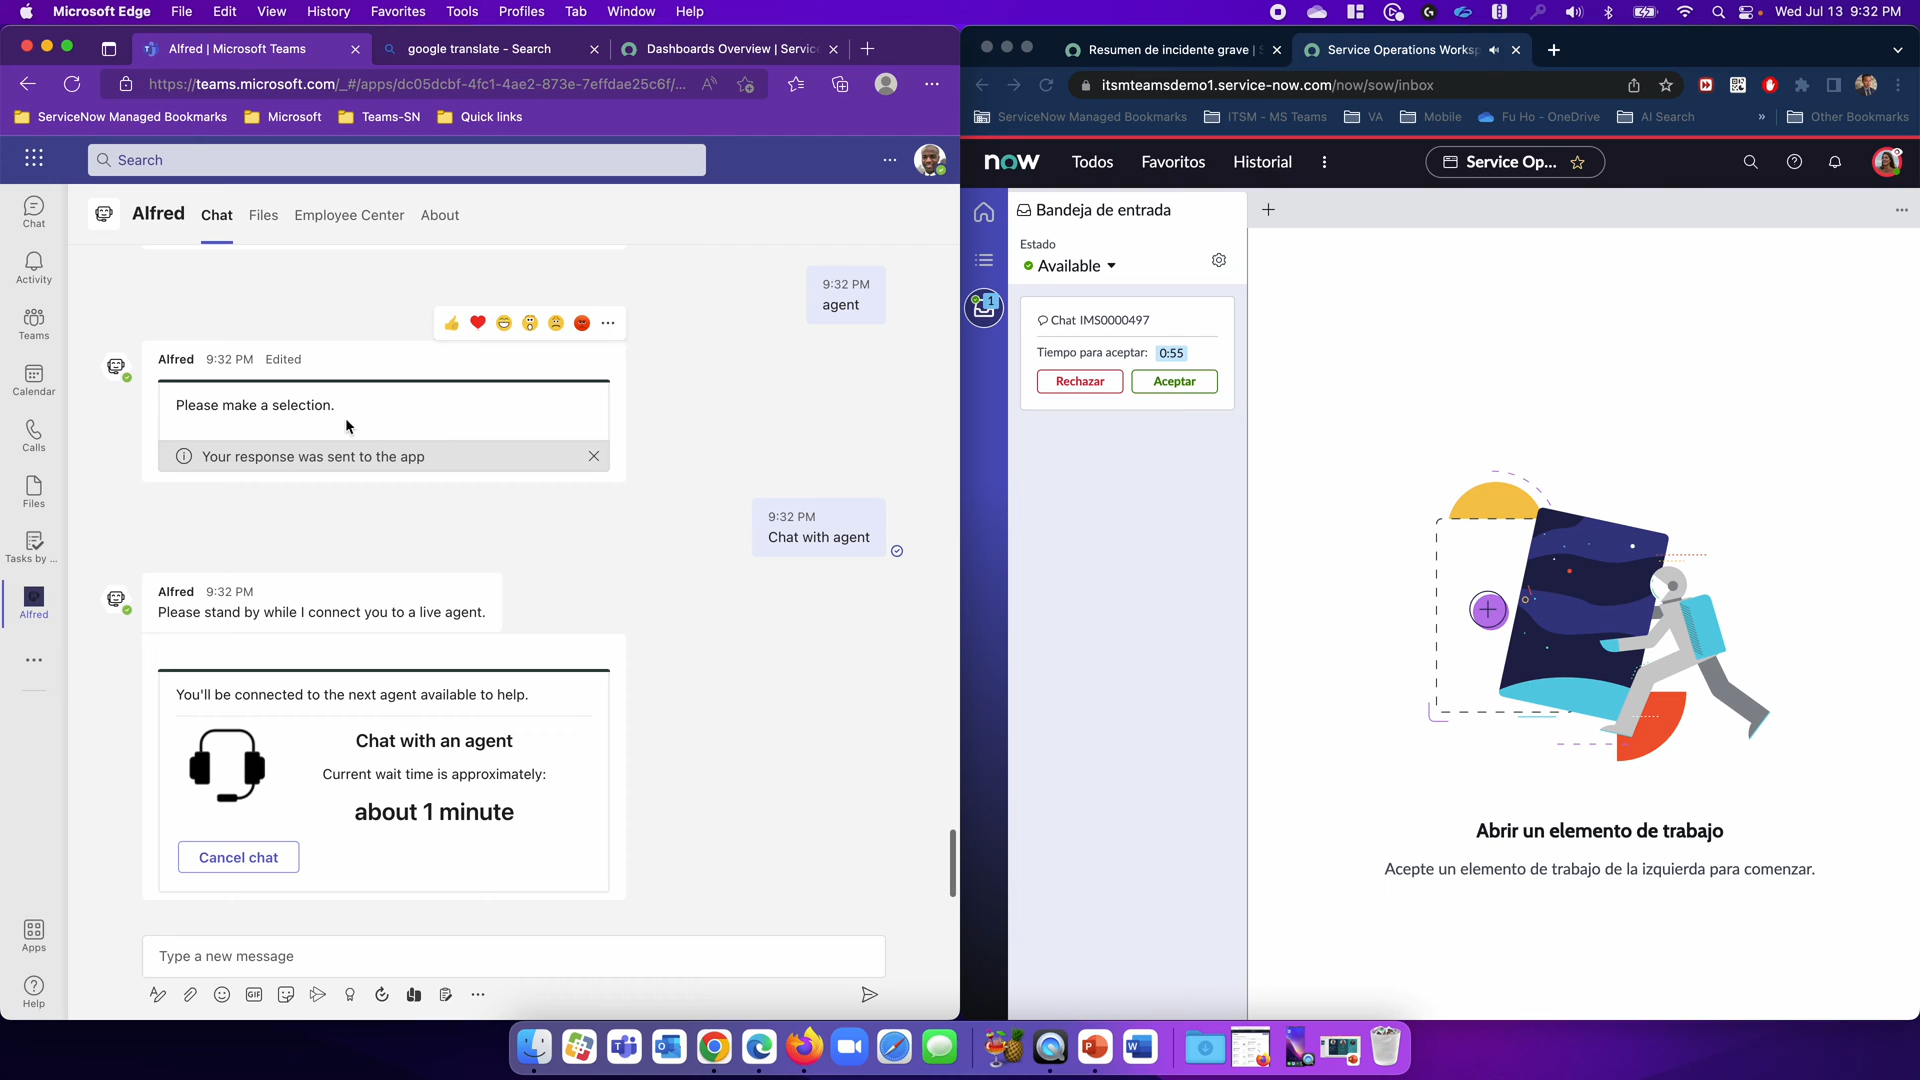 Microsoft Edge File Edit View History Favorites Tools Profiles Tab Window Help
Wed Jul 13 9:32 PM
Alfred | Microsoft Teams
google translate - Search
Dashboards Overview | Servic
https://teams.microsoft.com/_#/apps/dc05dcbf-4fc1-4ae2-873e-7effdae25c6f/...
ServiceNow Managed Bookmarks Microsoft Teams-SN Quick links
Search
Chat
Activity
Teams
Calendar
Calls
Files
Tasks by ...
Alfred
Apps
Help
Alfred Chat Files Employee Center About
9:32 PM
agent
Alfred 9:32 PM Edited
Please make a selection.
Your response was sent to the app
9:32 PM
Chat with agent
Alfred 9:32 PM
Please stand by while I connect you to a live agent.
You'll be connected to the next agent available to help.
Chat with an agent
Current wait time is approximately:
about 1 minute
Cancel chat
Type a new message
GIF
Resumen de incidente grave | S
Service Operations Worksp
itsmteamsdemo1.service-now.com/now/sow/inbox
ServiceNow Managed Bookmarks ITSM - MS Teams VA Mobile Fu Ho - OneDrive AI Search » Other Bookmarks
now Todos Favoritos Historial Service Op...
Bandeja de entrada
Estado
Available
1
Chat IMS0000497
Tiempo para aceptar: 0:55
Rechazar Aceptar
Abrir un elemento de trabajo
Acepte un elemento de trabajo de la izquierda para comenzar.